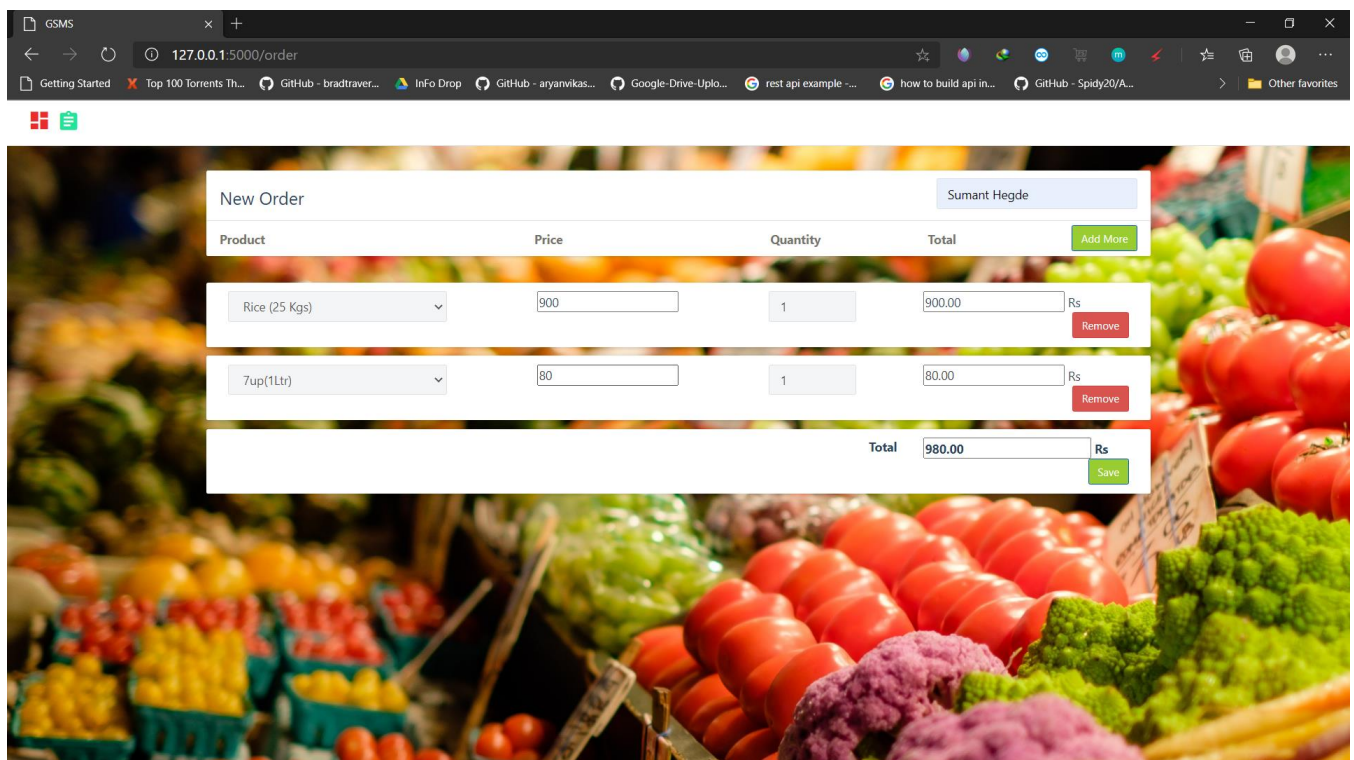 GSMS
127.0.0.1:5000/order
Getting Started Top 100 Torrents Th... GitHub - bradtraver... InFo Drop GitHub - aryanvikas... Google-Drive-Uplo... rest api example -... how to build api in... GitHub - Spidy20/A... Other favorites
New Order Sumant Hegde
Product Price Quantity Total Add More
Rice (25 Kgs) 900 1 900.00 Rs
Remove
7up(1Ltr) 80 1 80.00 Rs
Remove
Total 980.00 Rs
Save